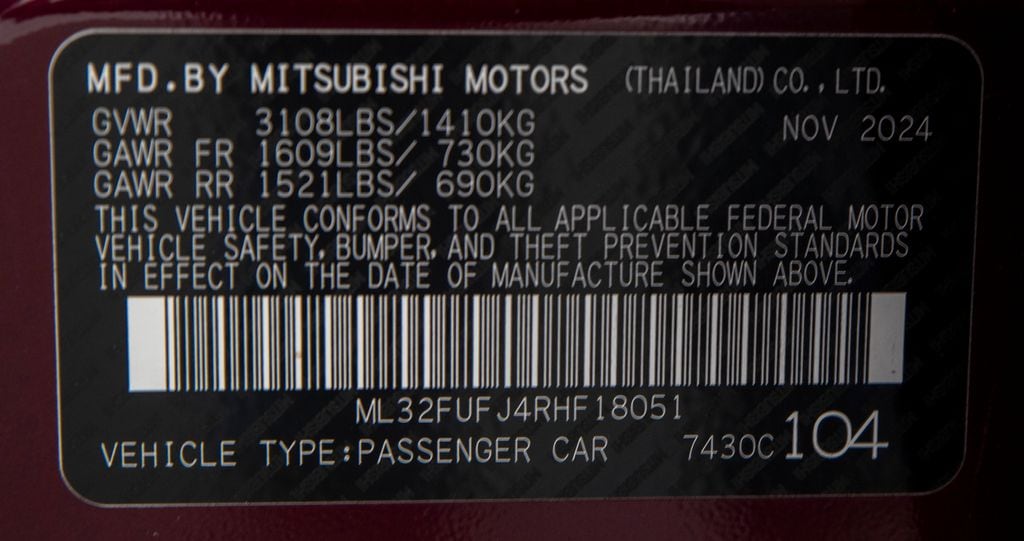 MFD.BY MITSUBISHI MOTORS (THAILAND) CO., LTD.
GVWR 3108LBS/1410KG NOV 2024
GAWR FR 1609LBS/ 730KG
GAWR RR 1521LBS/ 690KG
THIS VEHICLE CONFORMS TO ALL APPLICABLE FEDERAL MOTOR
VEHICLE SAFETY, BUMPER, AND THEFT PREVENTION STANDARDS
IN EFFECT ON THE DATE OF MANUFACTURE SHOWN ABOVE.
ML32FUFJ4RHF18051
VEHICLE TYPE:PASSENGER CAR 7430C 104